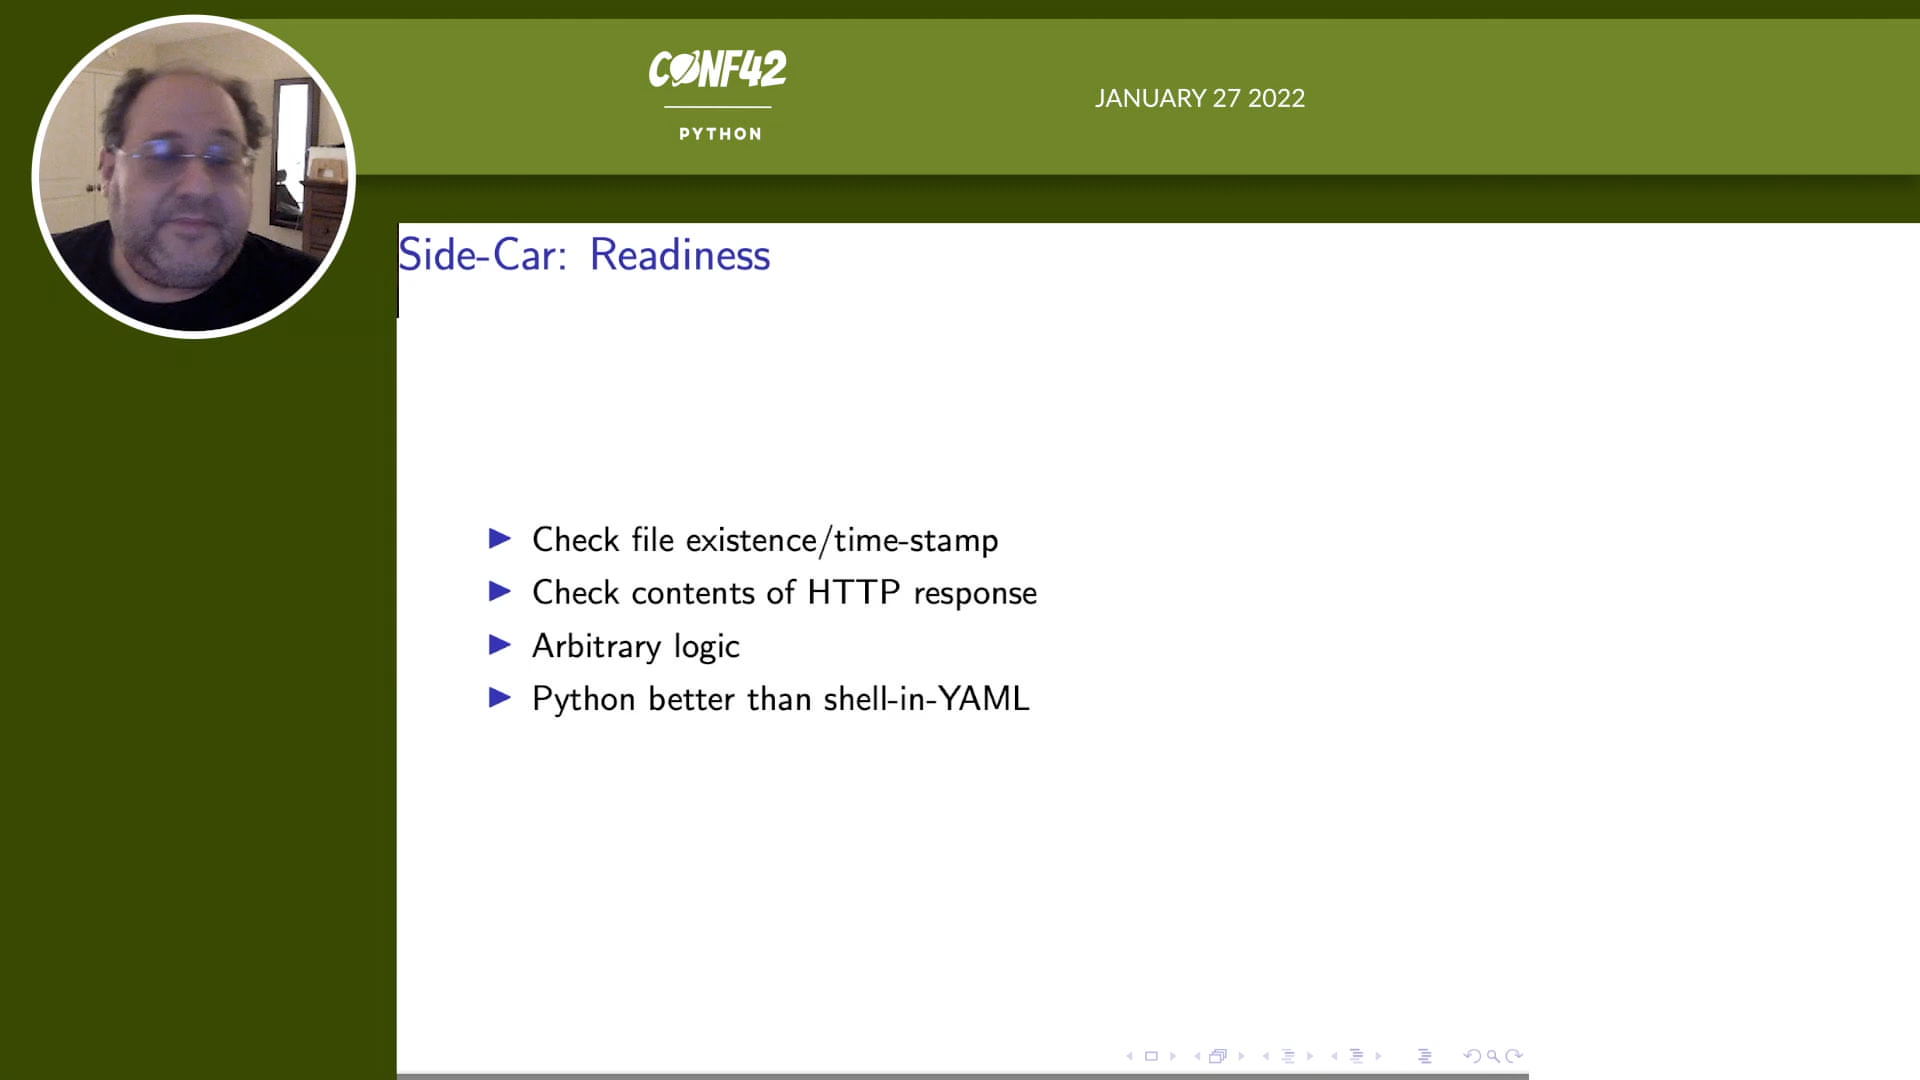 CONF42
PYTHON
JANUARY 27 2022
Side-Car: Readiness
Check file existence/time-stamp
Check contents of HTTP response
Arbitrary logic
Python better than shell-in-YAML